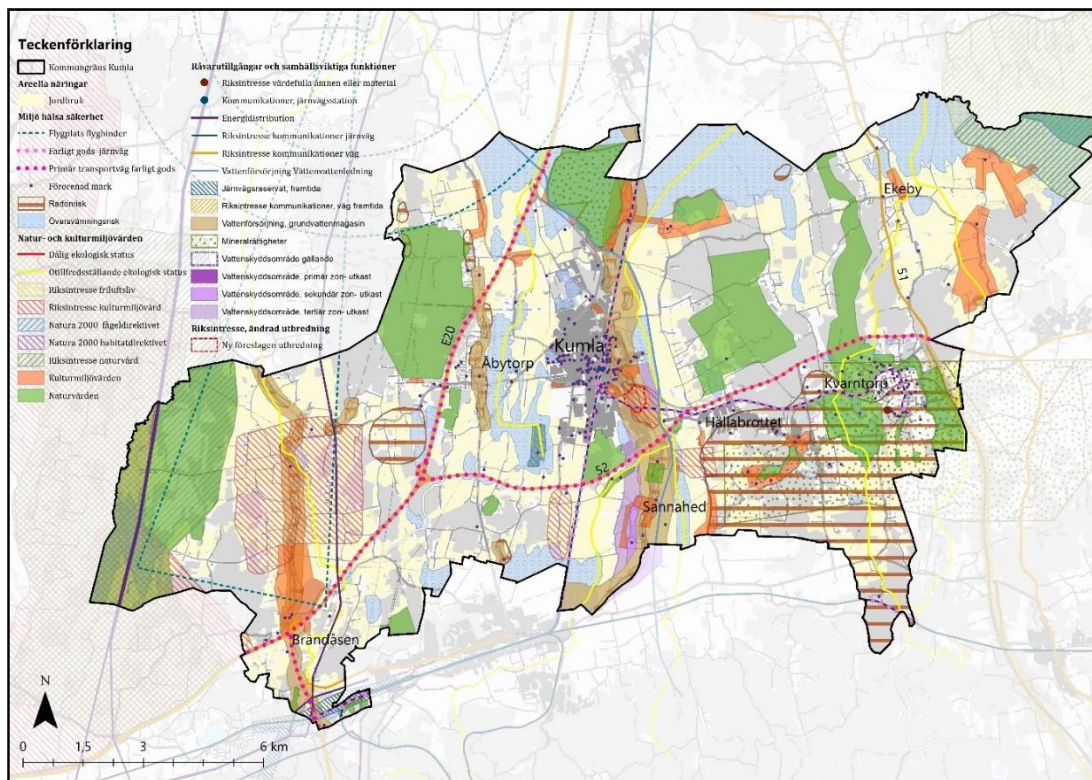 Teckenförklaring
Kommungräns Kumla
Areella näringar
Jordbruk
Miljö hälsa säkerhet
Flygplats flyghinder
Farligt gods- järnväg
Primär transportväg farligt gods
Förorenad mark
Radonrisk
Översvämningsrisk
Natur- och kulturmiljövården
Dålig ekologisk status
Otillfredsställande ekologisk status
Riksintresse friluftsliv
Riksintresse kulturmiljövård
Natura 2000 fågeldirektivet
Natura 2000 habitatdirektivet
Riksintresse naturvård
Kulturmiljövärden
Naturvärden
Råvarutillgångar och samhällsviktiga funktioner
Riksintresse värdefulla ämnen eller material
Kommunikationer, järnvägsstation
Energidistribution
Riksintresse kommunikationer järnväg
Riksintresse kommunikationer väg
Vattenförsörjning Vätternvattenledning
Järnvägsreservat, framtida
Riksintresse kommunikationer, väg framtida
Vattenförsörjning, grundvattenmagasin
Mineralrättigheter
Vattenskyddsområde gällande
Vattenskyddsområde, primär zon- utkast
Vattenskyddsområde, sekundär zon- utkast
Vattenskyddsområde, tertiär zon- utkast
Riksintresse, ändrad utbredning
Ny föreslagen utbredning
Ekeby
51
E20
Åbytorp
Kumla
Kvarntorp
Hällabrottet
52
Sannahed
Brändåsen
N
0 1,5 3 6 km